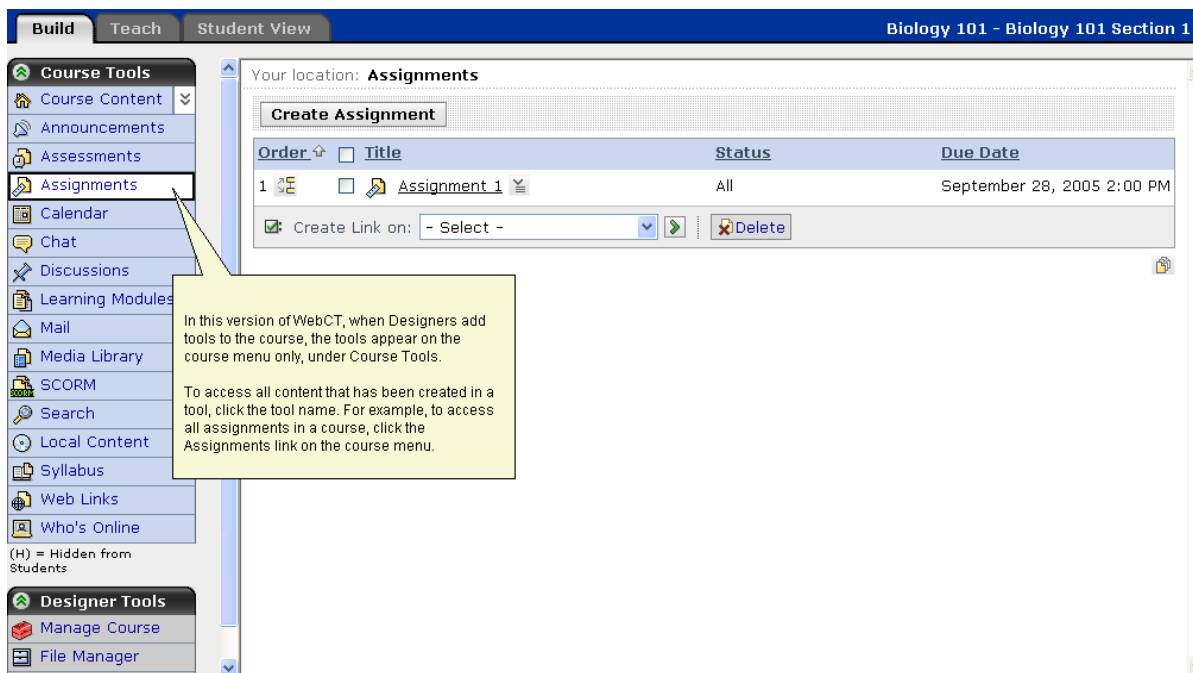 Build Teach Student View Biology 101 - Biology 101 Section 1
Course Tools
Course Content
Announcements
Assessments
Assignments
Calendar
Chat
Discussions
Learning Modules
Mail
Media Library
SCORM
Search
Local Content
Syllabus
Web Links
Who's Online
(H) = Hidden from
Students
Designer Tools
Manage Course
File Manager
Your location: Assignments
Create Assignment
Order Title Status Due Date
1 Assignment 1 All September 28, 2005 2:00 PM
Create Link on: - Select - Delete
In this version of WebCT, when Designers add
tools to the course, the tools appear on the
course menu only, under Course Tools.
To access all content that has been created in a
tool, click the tool name. For example, to access
all assignments in a course, click the
Assignments link on the course menu.